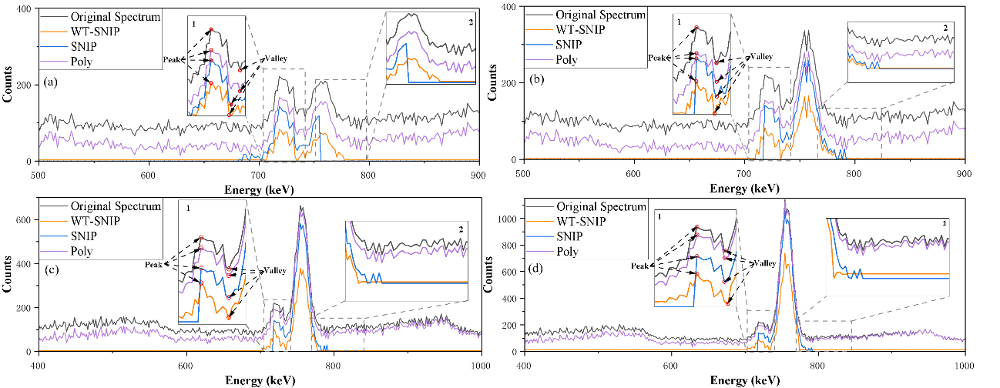 400
300
200
100
0
Counts
Original Spectrum
WT-SNIP
SNIP
Poly
(a)
1
Peak
Valley
2
500
600
700
800
900
Energy (keV)
400
300
200
100
0
Counts
Original Spectrum
WT-SNIP
SNIP
Poly
(b)
1
Peak
Valley
2
500
600
700
800
900
Energy (keV)
600
400
200
0
Counts
Original Spectrum
WT-SNIP
SNIP
Poly
(c)
1
Peak
Valley
2
400
600
800
1000
Energy (keV)
1000
800
600
400
200
0
Counts
Original Spectrum
WT-SNIP
SNIP
Poly
(d)
1
Peak
Valley
2
400
600
800
1000
Energy (keV)